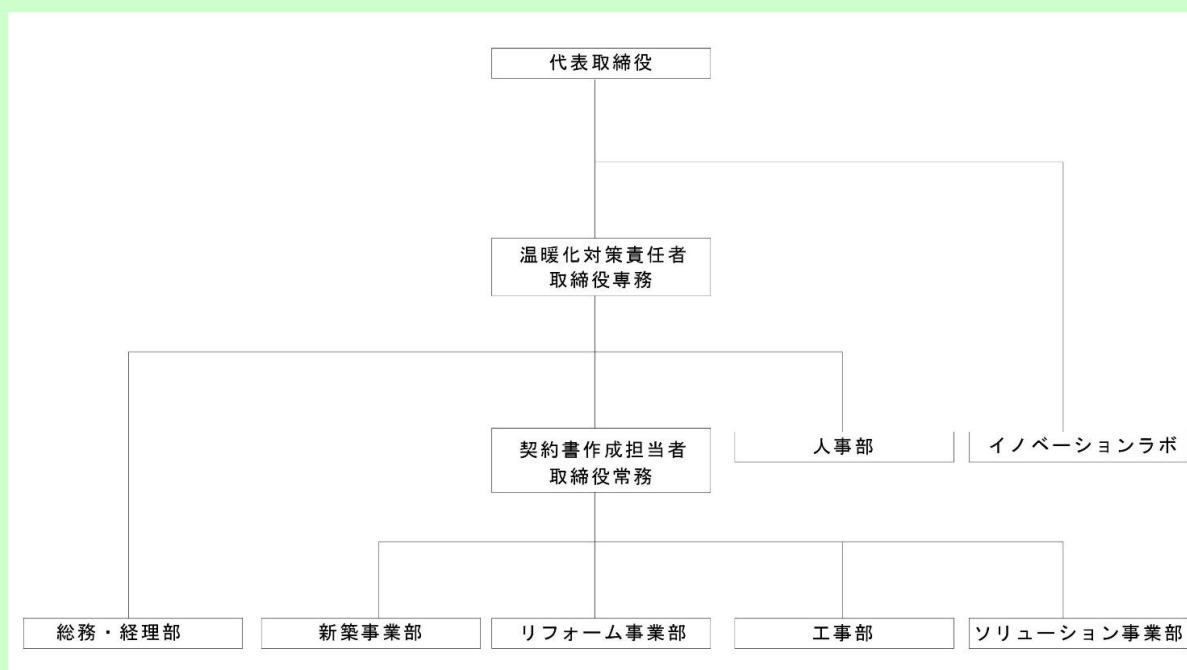 代表取締役
温暖化対策責任者
取締役専務
契約書作成担当者
取締役常務
人事部
イノベーションラボ
総務・経理部
新築事業部
リフォーム事業部
工事部
ソリューション事業部